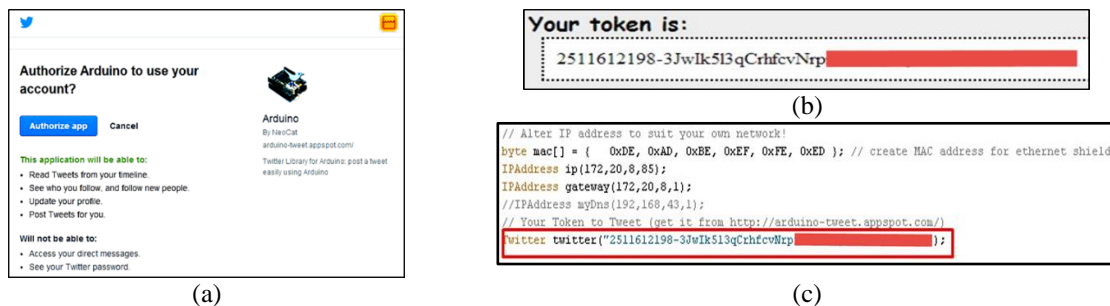 Authorize Arduino to use your
account?
Authorize app Cancel
This application will be able to:
• Read Tweets from your timeline.
• See who you follow, and follow new people.
• Update your profile.
• Post Tweets for you.
Will not be able to:
• Access your direct messages.
• See your Twitter password.
Arduino
By NeoCat
arduino-tweet.appspot.com/
Twitter Library for Arduino: post a tweet
easily using Arduino
(a)
Your token is:
2511612198-3JwIk5l3qCrhfcvNrp
(b)
// Alter IP address to suit your own network!
byte mac[] = { 0xDE, 0xAD, 0xBE, 0xEF, 0xFE, 0xED }; // create MAC address for ethernet shield
IPAddress ip(172,20,8,85);
IPAddress gateway(172,20,8,1);
//IPAddress myDns(192,168,43,1);
// Your Token to Tweet (get it from http://arduino-tweet.appspot.com/)
Twitter twitter("2511612198-3JwIk5l3qCrhfcvNrp );
(c)